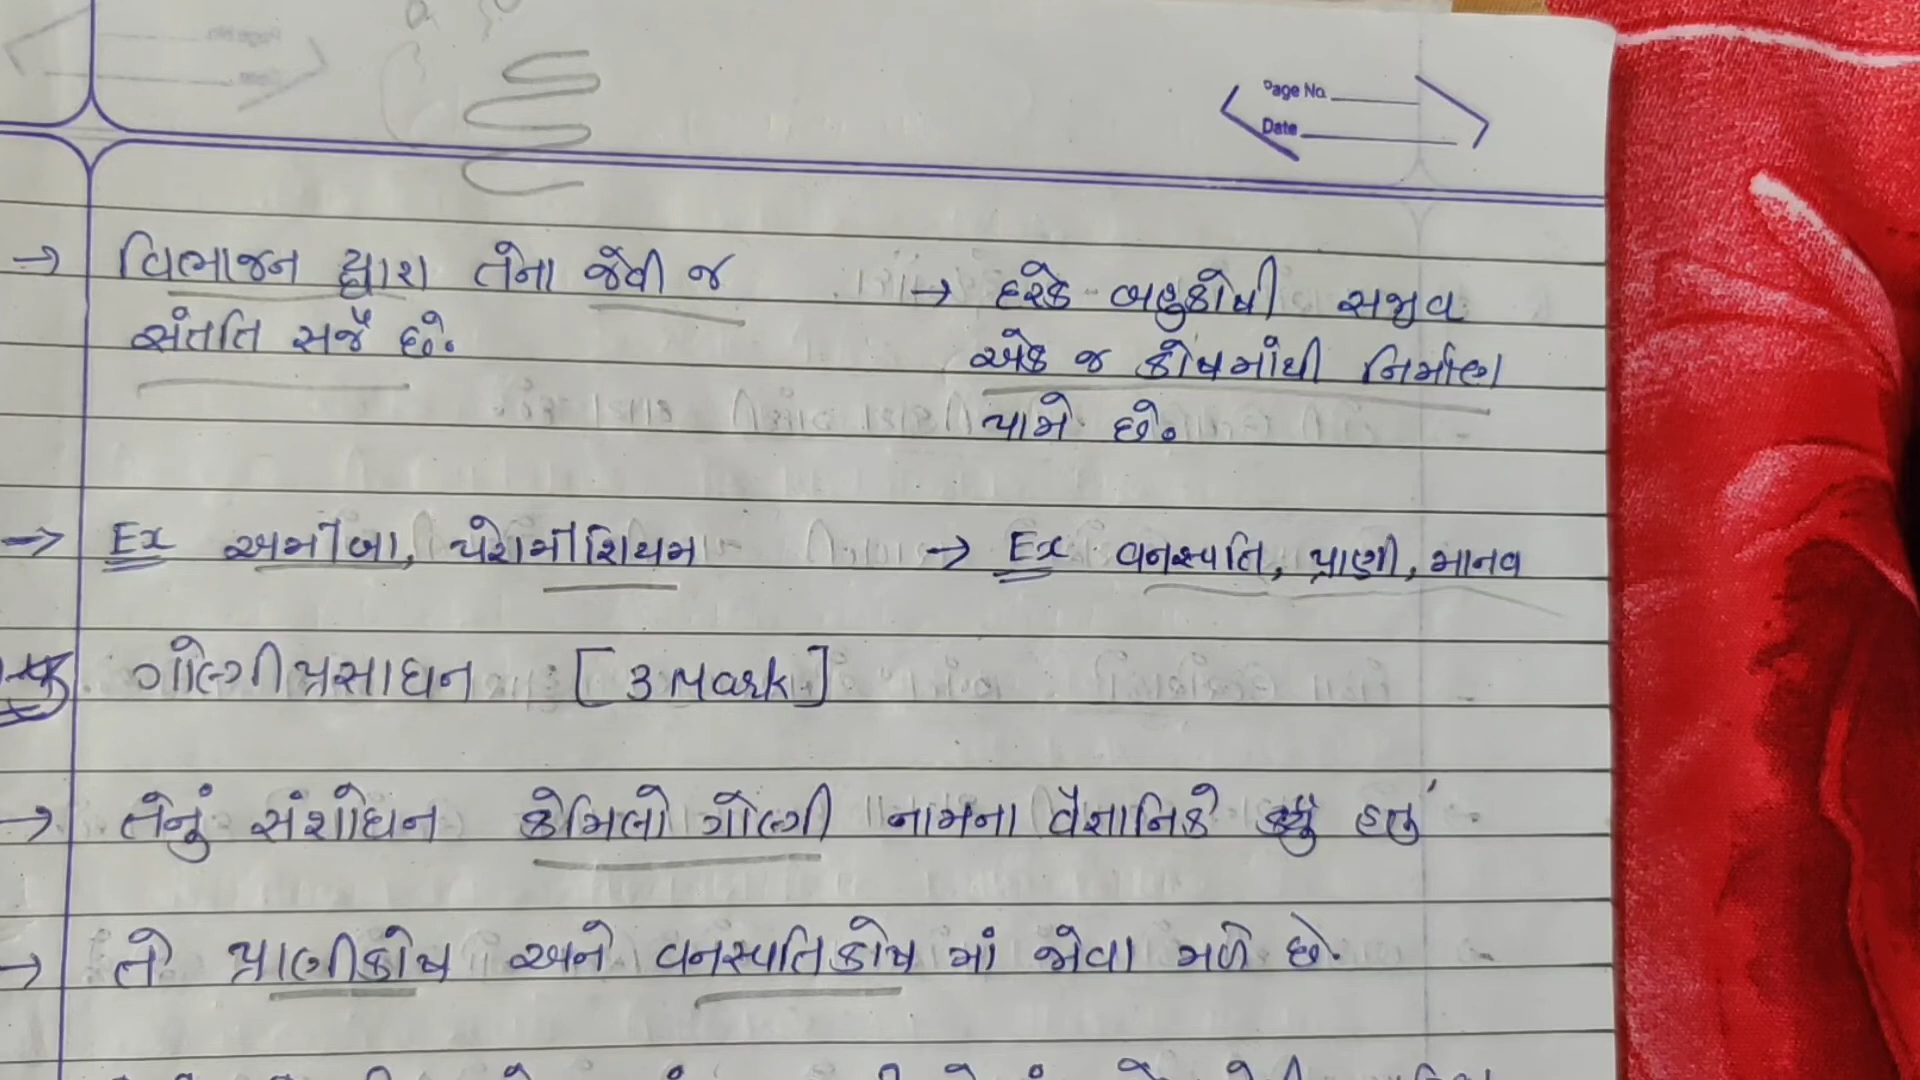 Page No.
Date
→ વિભાજન દ્વારા તેના જેવી જ
સંતતિ સર્જે છે.
→ દરેક બહુકોષી સજીવ
એક જ કોષમાંથી નિર્માણ
પામે છે.
→ Ex અમીબા, પેરામીશિયમ
→ Ex વનસ્પતિ, પ્રાણી, માનવ
ગોલ્ગીપ્રસાધન [3 Mark]
→ તેનું સંશોધન કેમિલો ગોલ્ગી નામના વૈજ્ઞાનિકે કર્યું હતું
→ તે પ્રાણીકોષ અને વનસ્પતિકોષ માં જોવા મળે છે.